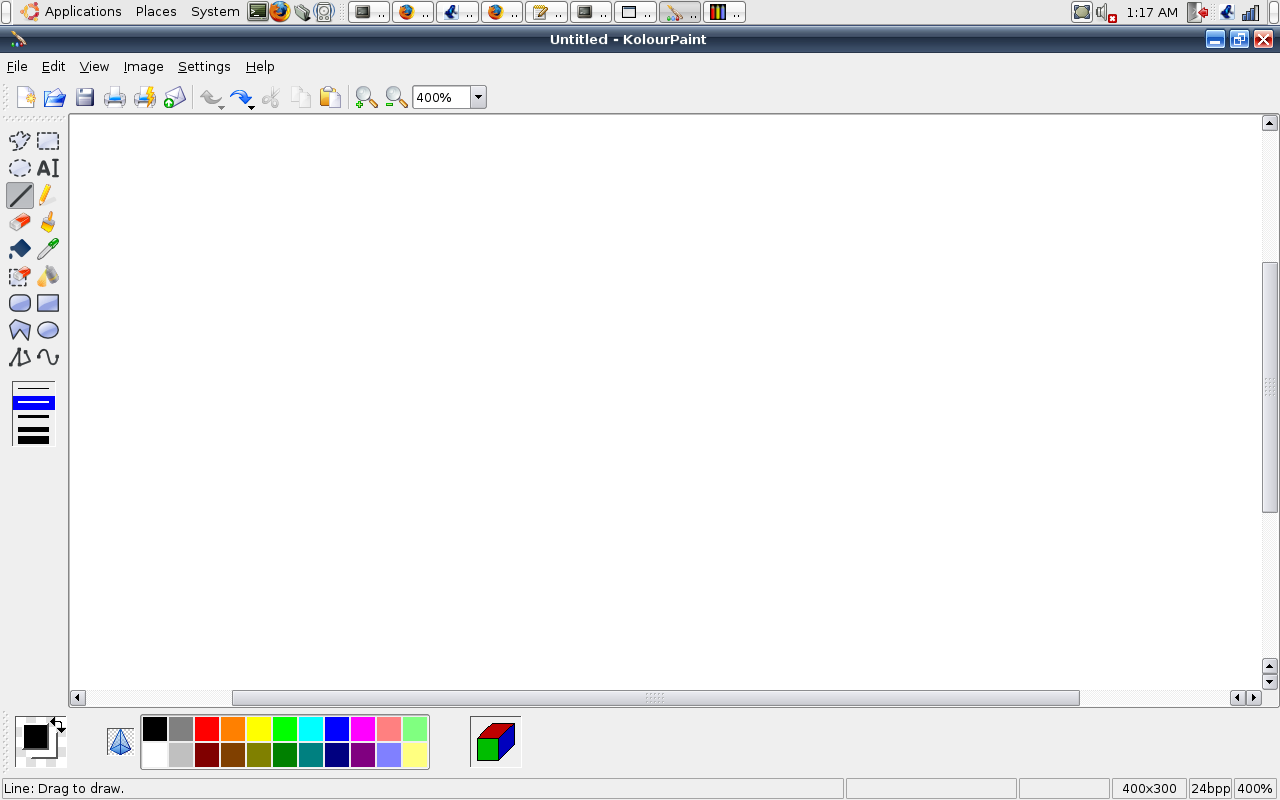 Applications Places System .. .. .. .. .. .. .. .. .. 1:17 AM
Untitled - KolourPaint
File Edit View Image Settings Help
400%
AI
Line: Drag to draw. 400x300 24bpp 400%